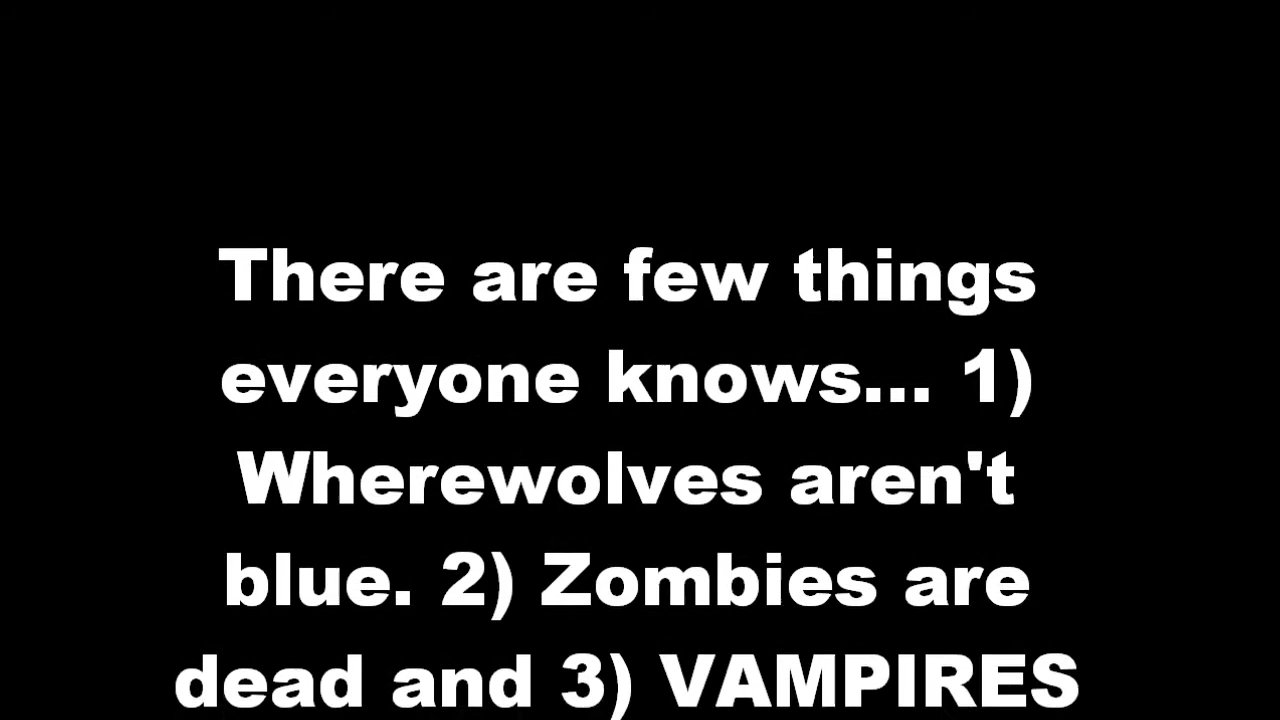 There are few things
everyone knows... 1)
Wherewolves aren't
blue. 2) Zombies are
dead and 3) VAMPIRES